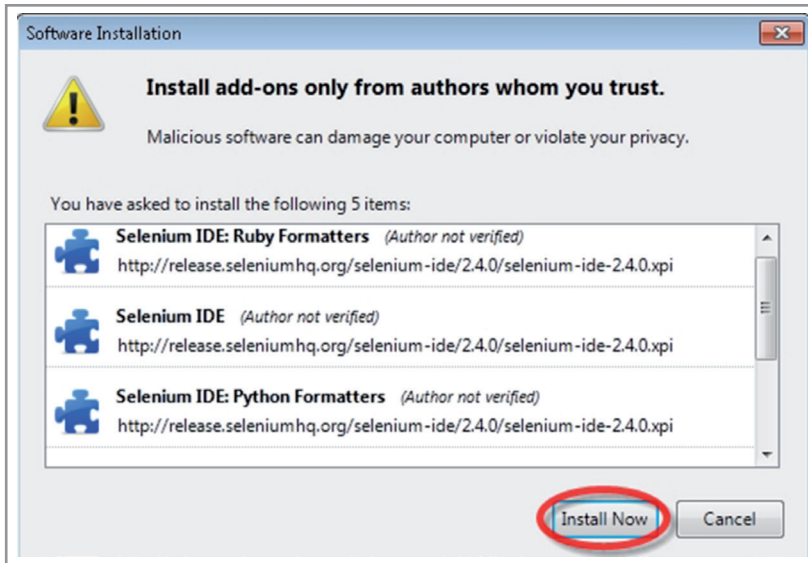 Software Installation
Install add-ons only from authors whom you trust.
Malicious software can damage your computer or violate your privacy.
You have asked to install the following 5 items:
Selenium IDE: Ruby Formatters (Author not verified)
http://release.seleniumhq.org/selenium-ide/2.4.0/selenium-ide-2.4.0.xpi
Selenium IDE (Author not verified)
http://release.seleniumhq.org/selenium-ide/2.4.0/selenium-ide-2.4.0.xpi
Selenium IDE: Python Formatters (Author not verified)
http://release.seleniumhq.org/selenium-ide/2.4.0/selenium-ide-2.4.0.xpi
Install Now Cancel